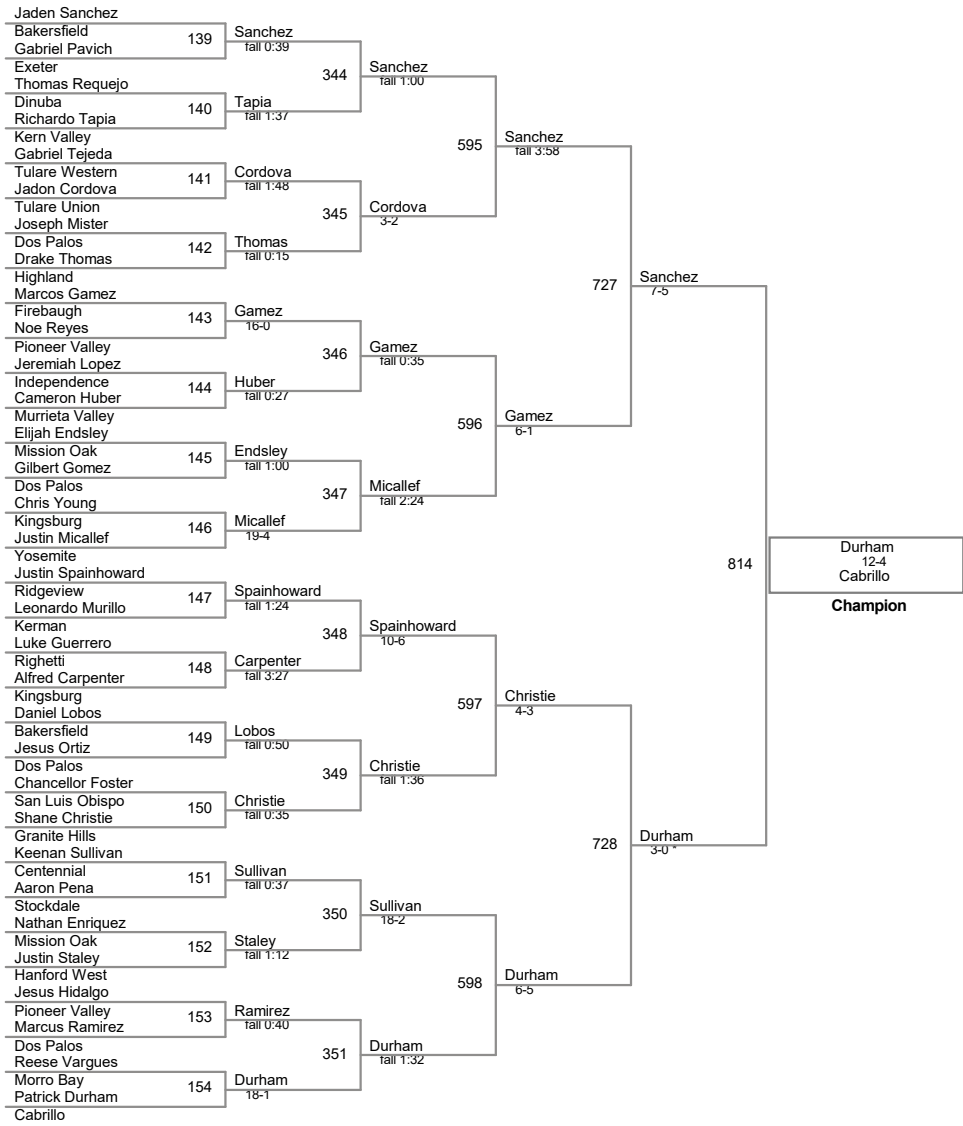 Jaden Sanchez
Bakersfield
139
Gabriel Pavich
Exeter
Sanchez
fall 0:39
344
Thomas Requejo
Dinuba
140
Richardo Tapia
Kern Valley
Tapia
fall 1:37
Sanchez
fall 1:00
595
Gabriel Tejeda
Tulare Western
141
Jadon Cordova
Tulare Union
Cordova
fall 1:48
345
Joseph Mister
Dos Palos
142
Drake Thomas
Highland
Thomas
fall 0:15
Cordova
3-2
Sanchez
fall 3:58
727
Marcos Gamez
Firebaugh
143
Noe Reyes
Pioneer Valley
Gamez
16-0
346
Jeremiah Lopez
Independence
144
Cameron Huber
Murrieta Valley
Huber
fall 0:27
Gamez
fall 0:35
596
Elijah Endsley
Mission Oak
145
Gilbert Gomez
Dos Palos
Endsley
fall 1:00
347
Chris Young
Kingsburg
146
Justin Micallef
Yosemite
Micallef
19-4
Micallef
fall 2:24
Gamez
6-1
Sanchez
7-5
814
Justin Spainhoward
Ridgeview
147
Leonardo Murillo
Kerman
Spainhoward
fall 1:24
348
Luke Guerrero
Righetti
148
Alfred Carpenter
Kingsburg
Carpenter
fall 3:27
Spainhoward
10-6
597
Daniel Lobos
Bakersfield
149
Jesus Ortiz
Dos Palos
Lobos
fall 0:50
349
Chancellor Foster
San Luis Obispo
150
Shane Christie
Granite Hills
Christie
fall 0:35
Christie
fall 1:36
Christie
4-3
728
Keenan Sullivan
Centennial
151
Aaron Pena
Stockdale
Sullivan
fall 0:37
350
Nathan Enriquez
Mission Oak
152
Justin Staley
Hanford West
Staley
fall 1:12
Sullivan
18-2
598
Jesus Hidalgo
Pioneer Valley
153
Marcus Ramirez
Dos Palos
Ramirez
fall 0:40
351
Reese Vargues
Morro Bay
154
Patrick Durham
Cabrillo
Durham
18-1
Durham
fall 1:32
Durham
6-5
Durham
3-0 *
Durham
12-4
Cabrillo
Champion